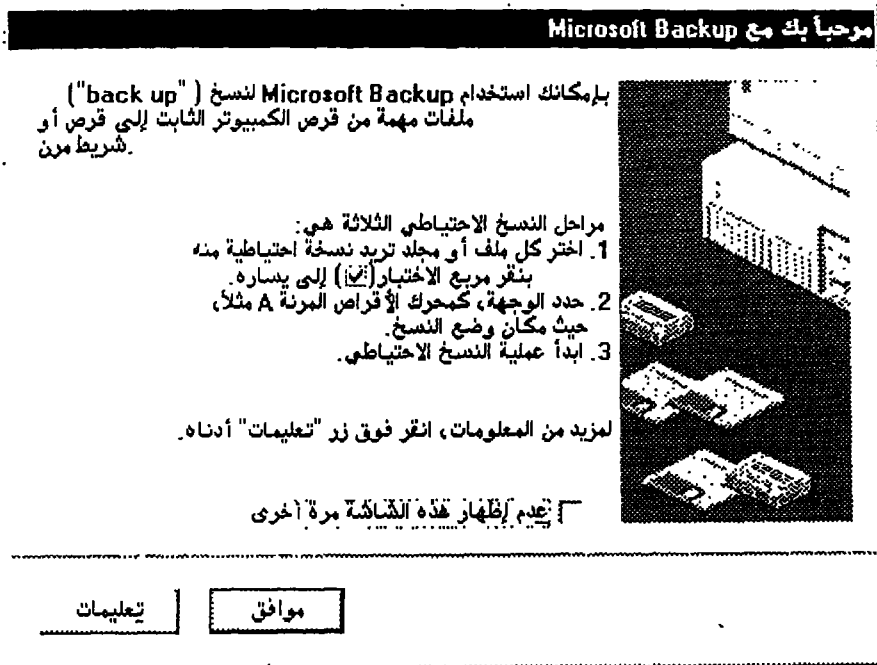 مرحباً بك مع Microsoft Backup
بإمكانك استخدام Microsoft Backup لنسخ ( "back up")
ملفات مهمة من قرص الكمبيوتر الثابت إلى قرص أو
شريط مرن.
مراحل النسخ الاحتياطي الثلاثة هي:
1. اختر كل ملف أو مجلد تريد نسخة احتياطية منه
بنقر مربع الاختبار(☑) إلى يساره.
2. حدد الوجهة، كمحرك الأقراص المرنة A مثلاً،
حيث مكان وضع النسخ.
3. ابدأ عملية النسخ الاحتياطي.
لمزيد من المعلومات، انقر فوق زر "تعليمات" أدناه.
عدم إظهار هذه الشاشة مرة أخرى
موافق
تعليمات